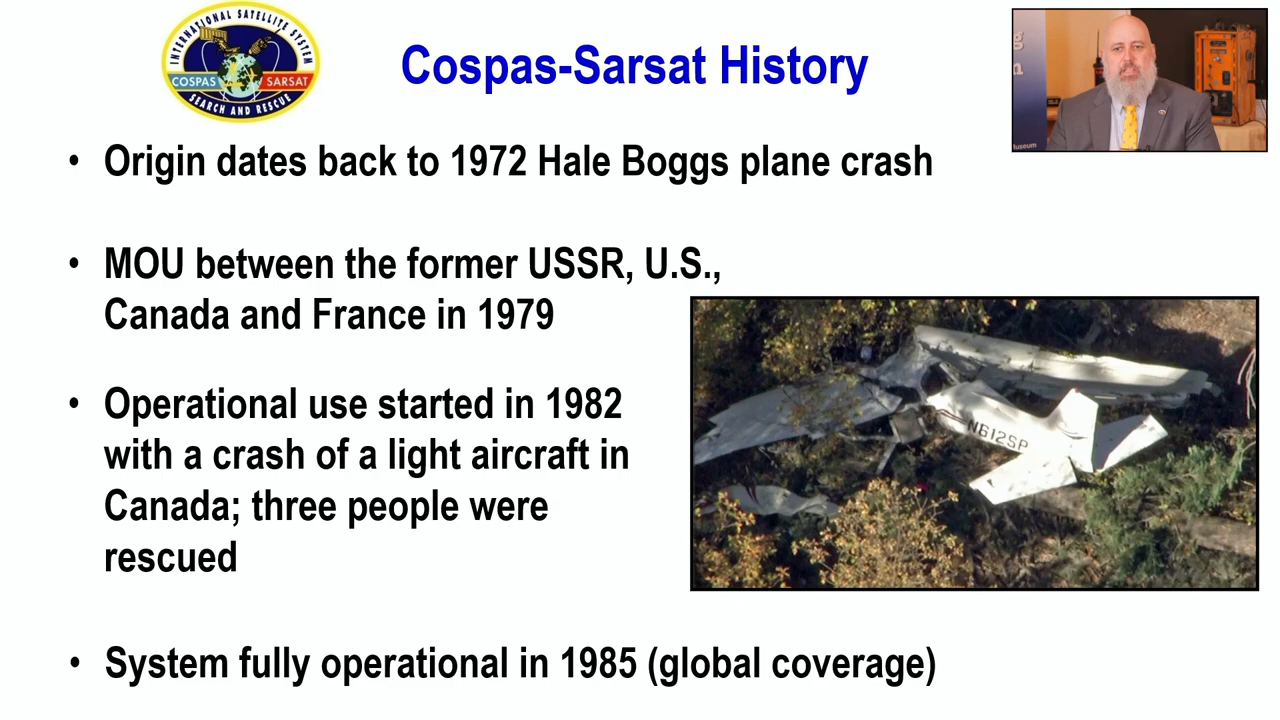 INTERNATIONAL SATELLITE SYSTEM
COSPAS SARSAT
SEARCH AND RESCUE
Cospas-Sarsat History
• Origin dates back to 1972 Hale Boggs plane crash
• MOU between the former USSR, U.S.,
Canada and France in 1979
• Operational use started in 1982
with a crash of a light aircraft in
Canada; three people were
rescued
• System fully operational in 1985 (global coverage)
N612SP